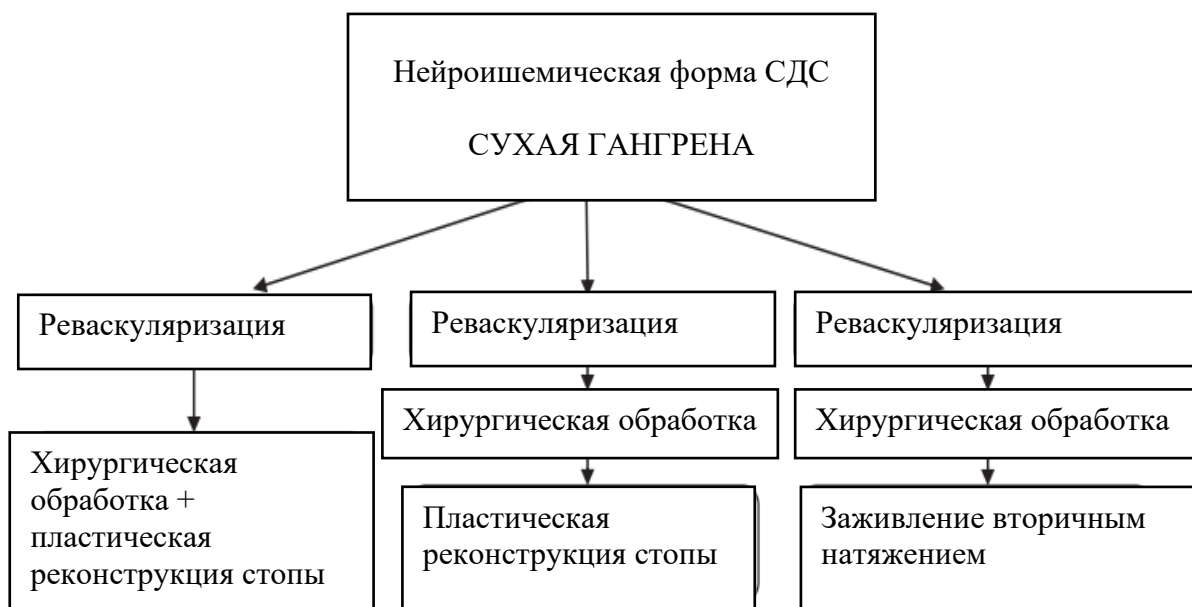 Нейроишемическая форма СДС
СУХАЯ ГАНГРЕНА
Реваскуляризация
Хирургическая
обработка +
пластическая
реконструкция стопы
Реваскуляризация
Хирургическая обработка
Пластическая
реконструкция стопы
Реваскуляризация
Хирургическая обработка
Заживление вторичным
натяжением